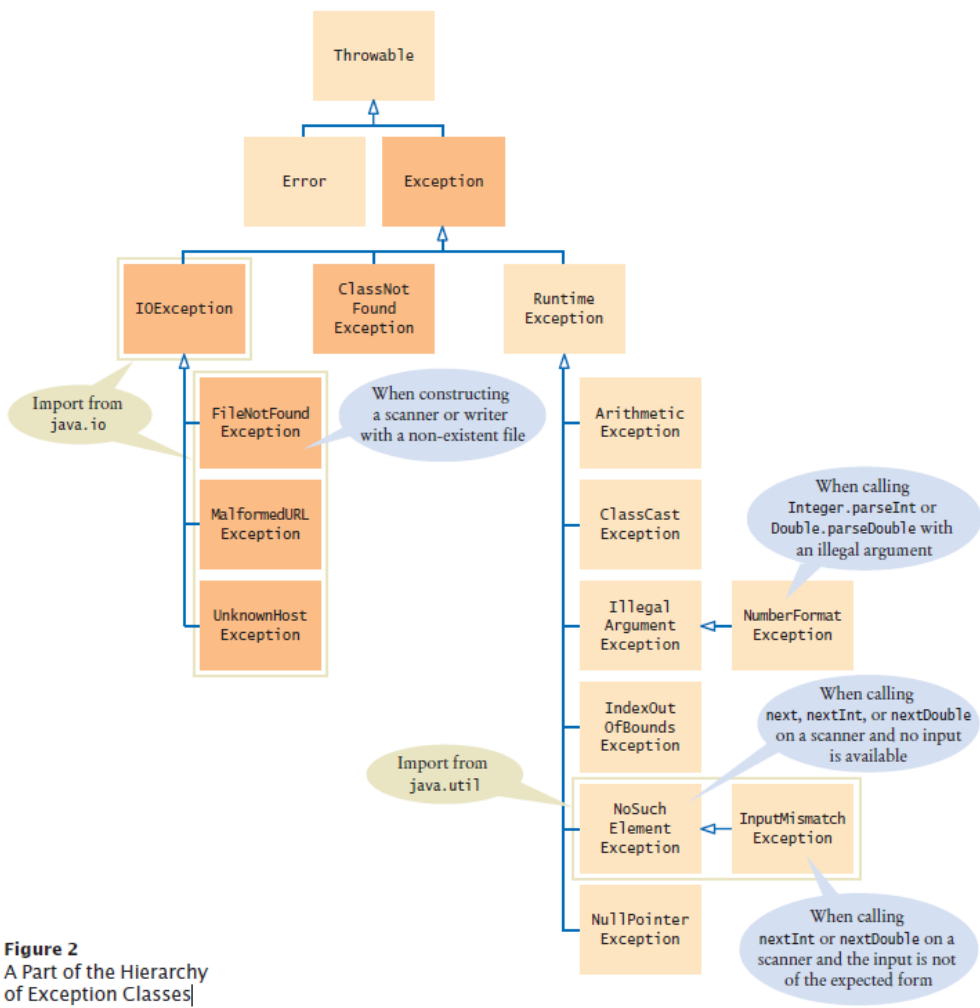 Throwable
Error
Exception
IOException
ClassNot
Found
Exception
Runtime
Exception
Import from
java.io
FileNotFound
Exception
When constructing
a scanner or writer
with a non-existent file
Arithmetic
Exception
MalformedURL
Exception
ClassCast
Exception
When calling
Integer.parseInt or
Double.parseDouble with
an illegal argument
UnknownHost
Exception
Illegal
Argument
Exception
NumberFormat
Exception
IndexOut
OfBounds
Exception
When calling
next, nextInt, or nextDouble
on a scanner and no input
is available
Import from
java.util
NoSuch
Element
Exception
InputMismatch
Exception
NullPointer
Exception
When calling
nextInt or nextDouble on a
scanner and the input is not
of the expected form
Figure 2
A Part of the Hierarchy
of Exception Classes